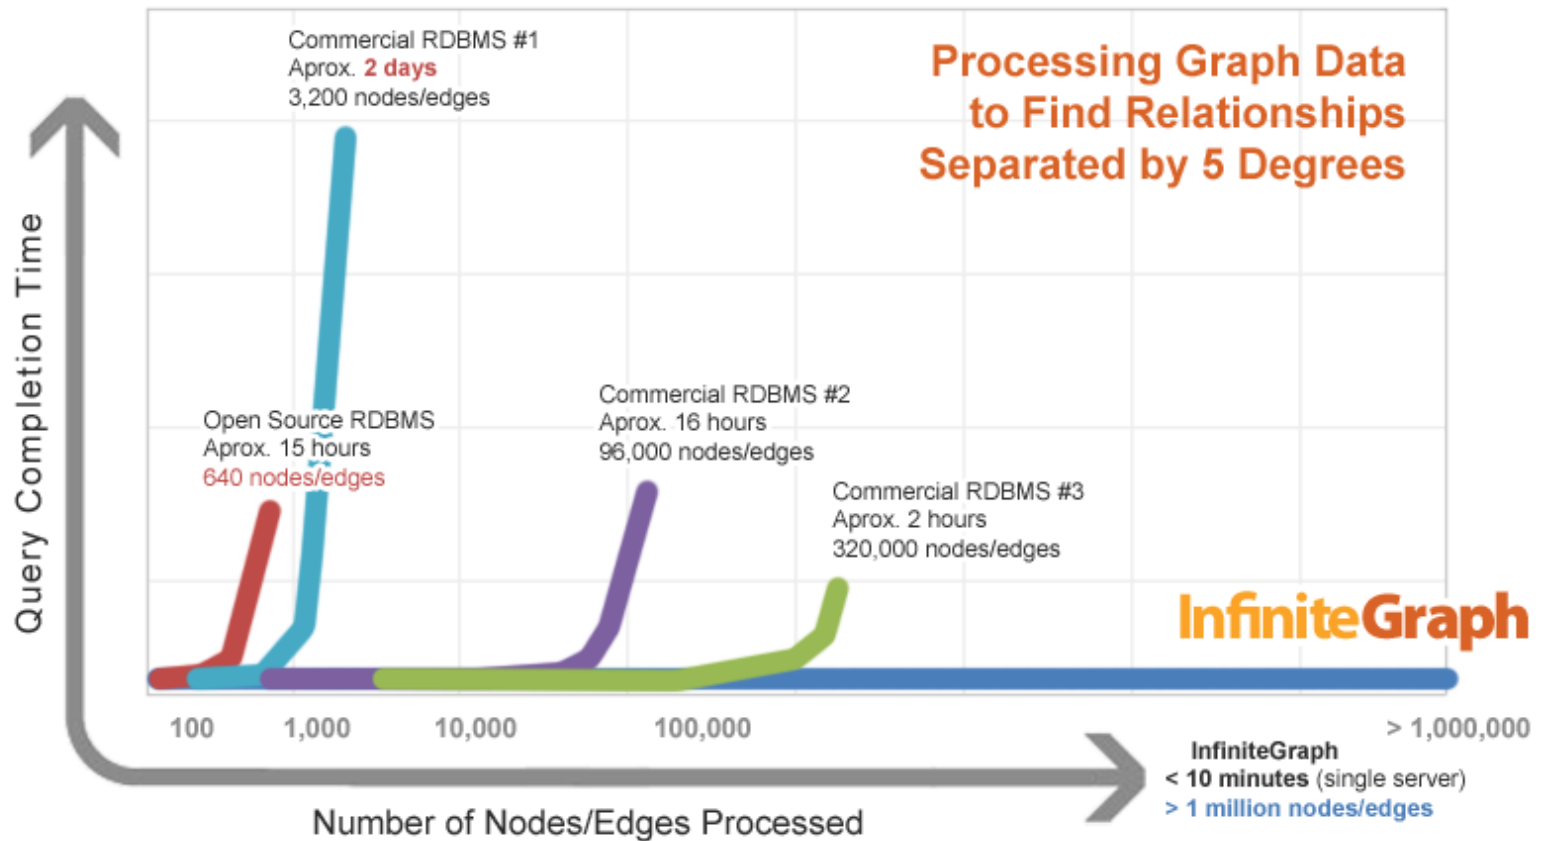 Commercial RDBMS #1
Aprox. 2 days
3,200 nodes/edges
Processing Graph Data
to Find Relationships
Separated by 5 Degrees
Query Completion Time
Open Source RDBMS
Aprox. 15 hours
640 nodes/edges
Commercial RDBMS #2
Aprox. 16 hours
96,000 nodes/edges
Commercial RDBMS #3
Aprox. 2 hours
320,000 nodes/edges
InfiniteGraph
100 1,000 10,000 100,000 > 1,000,000
InfiniteGraph
< 10 minutes (single server)
> 1 million nodes/edges
Number of Nodes/Edges Processed